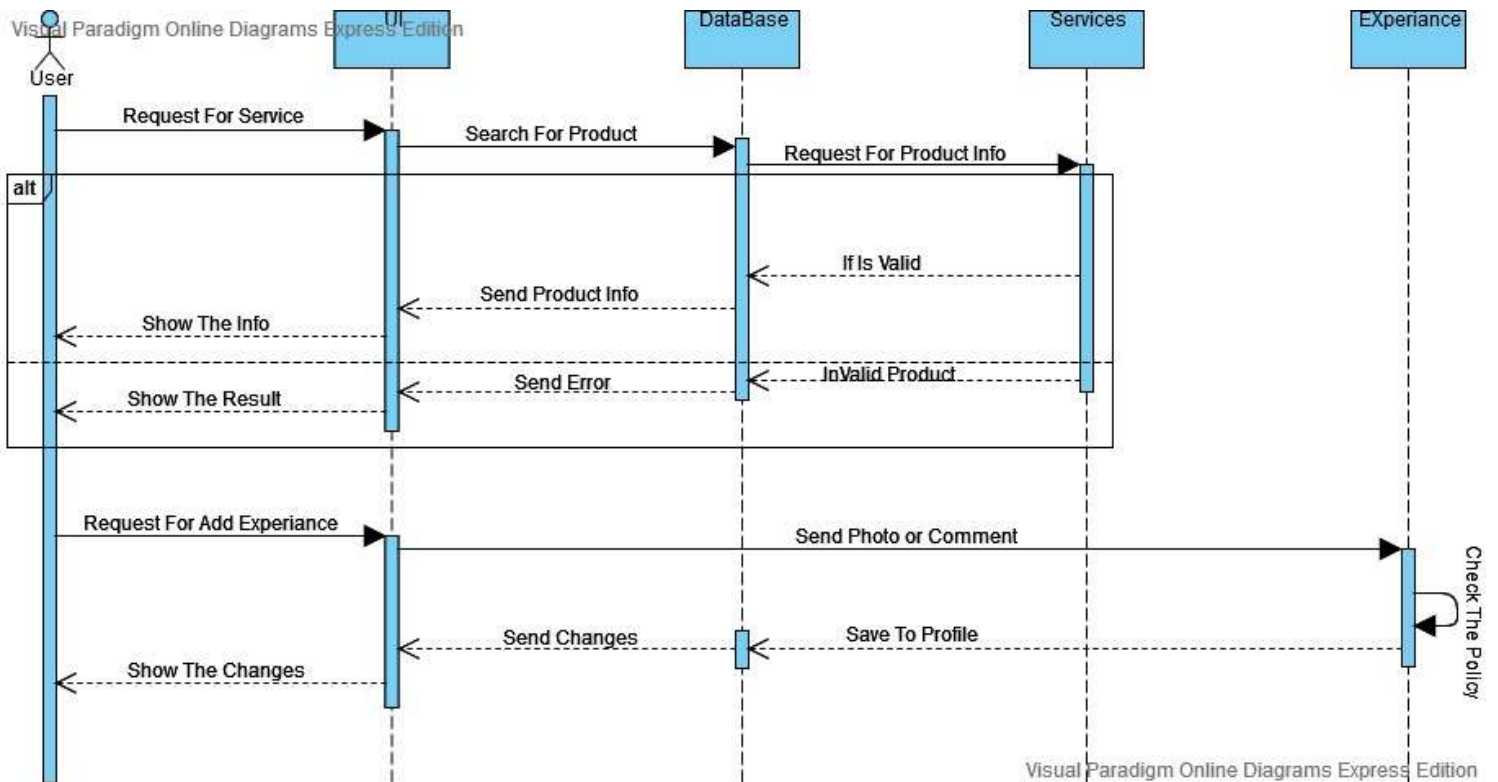 Visual Paradigm Online Diagrams Express Edition
User
UI
DataBase
Services
EXperiance
Request For Service
Search For Product
Request For Product Info
alt
If Is Valid
Send Product Info
Show The Info
InValid Product
Send Error
Show The Result
Request For Add Experiance
Send Photo or Comment
Check The Policy
Save To Profile
Send Changes
Show The Changes
Visual Paradigm Online Diagrams Express Edition